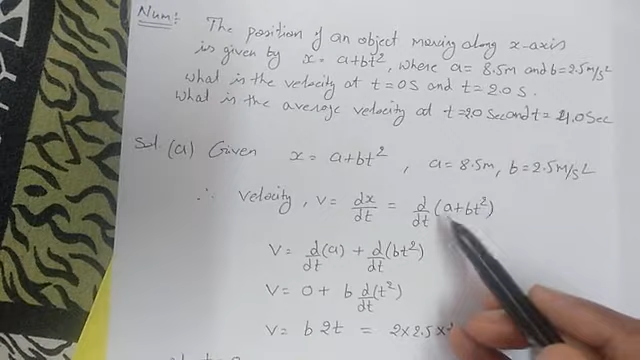 Num:-
The position of an object moving along x-axis
is given by x = a+bt², where a = 8.5m and b=2.5m/s²
what is the velocity at t=0s and t=2.0s.
What is the average velocity at t=2.0 Sec and t=4.0Sec
Sol. (a) Given x = a+bt², a=8.5m, b=2.5m/s²
∴ Velocity, V = dx/dt = d/dt (a+bt²)
V = d/dt (a) + d/dt (bt²)
V = 0 + b d/dt (t²)
V = b 2t = 2×2.5×